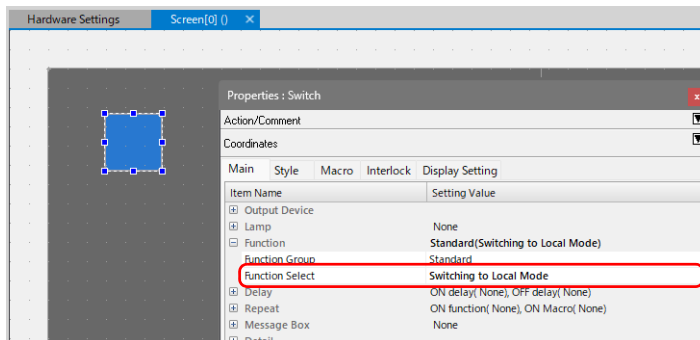 Hardware Settings Screen[0] () ×
Properties : Switch x
Action/Comment
Coordinates
Main Style Macro Interlock Display Setting
Item Name Setting Value
Output Device
Lamp None
Function Standard(Switching to Local Mode)
Function Group Standard
Function Select Switching to Local Mode
Delay ON delay( None), OFF delay( None)
Repeat ON function( None), ON Macro( None)
Message Box None
Detail